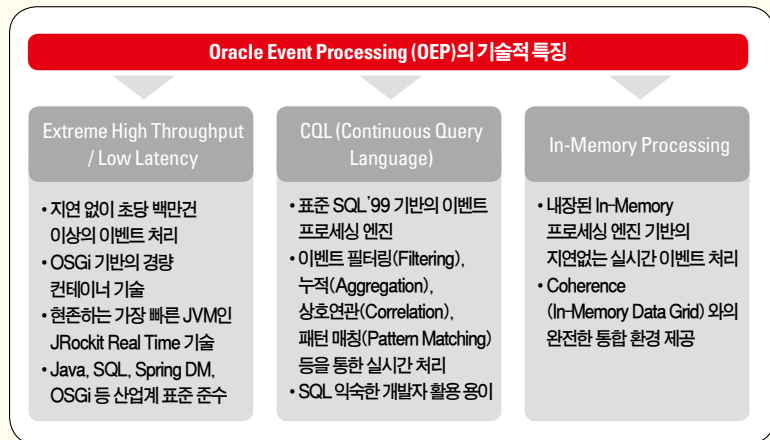 Oracle Event Processing (OEP)의 기술적 특징
Extreme High Throughput
/ Low Latency
• 지연 없이 초당 백만건
이상의 이벤트 처리
• OSGi 기반의 경량
컨테이너 기술
• 현존하는 가장 빠른 JVM인
JRockit Real Time 기술
• Java, SQL, Spring DM,
OSGi 등 산업계 표준 준수
CQL (Continuous Query
Language)
• 표준 SQL’99 기반의 이벤트
프로세싱 엔진
• 이벤트 필터링(Filtering),
누적(Aggregation),
상호연관(Correlation),
패턴 매칭(Pattern Matching)
등을 통한 실시간 처리
• SQL 익숙한 개발자 활용 용이
In-Memory Processing
• 내장된 In-Memory
프로세싱 엔진 기반의
지연없는 실시간 이벤트 처리
• Coherence
(In-Memory Data Grid) 와의
완전한 통합 환경 제공